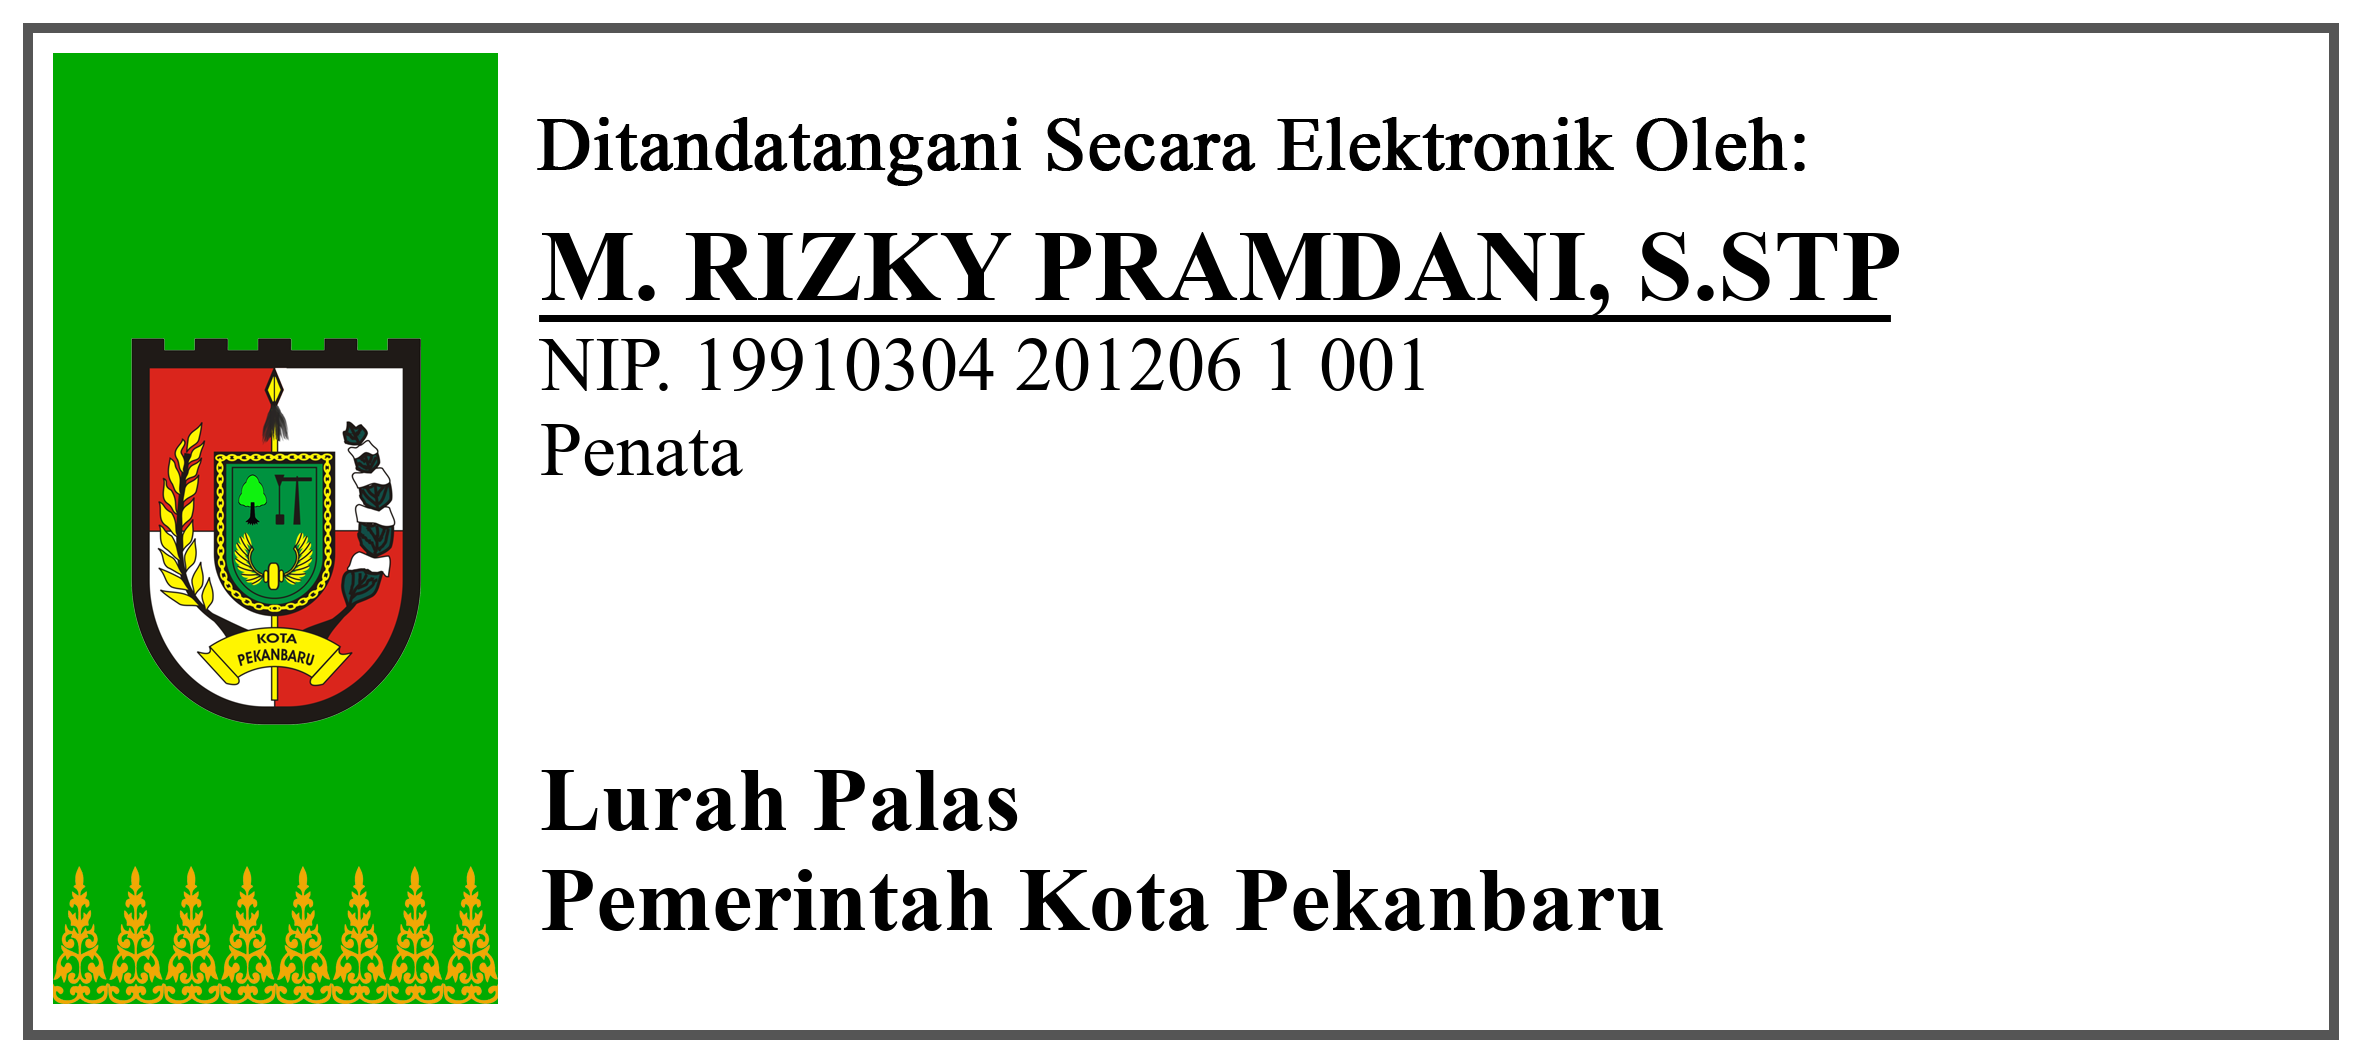 Ditandatangani Secara Elektronik Oleh:
M. RIZKY PRAMDANI, S.STP
NIP. 19910304 201206 1 001
Penata
KOTA
PEKANBARU
Lurah Palas
Pemerintah Kota Pekanbaru